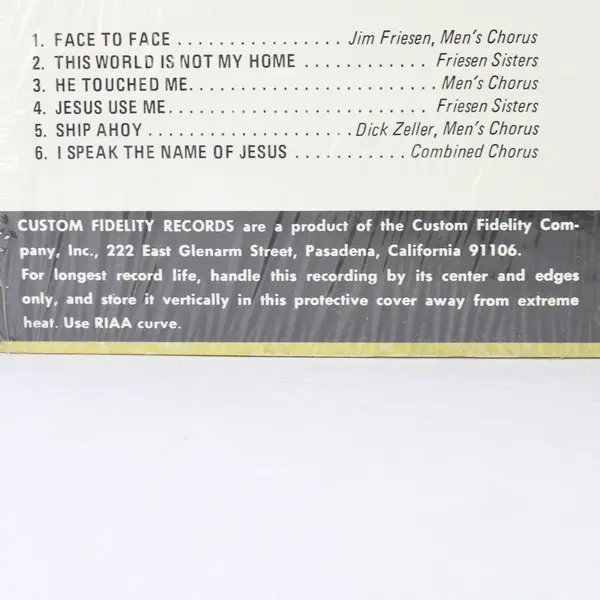 1. FACE TO FACE ................ Jim Friesen, Men's Chorus
2. THIS WORLD IS NOT MY HOME ............ Friesen Sisters
3. HE TOUCHED ME........................ Men's Chorus
4. JESUS USE ME......................... Friesen Sisters
5. SHIP AHOY .................... Dick Zeller, Men's Chorus
6. I SPEAK THE NAME OF JESUS ........... Combined Chorus
CUSTOM FIDELITY RECORDS are a product of the Custom Fidelity Com-
pany, Inc., 222 East Glenarm Street, Pasadena, California 91106.
For longest record life, handle this recording by its center and edges
only, and store it vertically in this protective cover away from extreme
heat. Use RIAA curve.